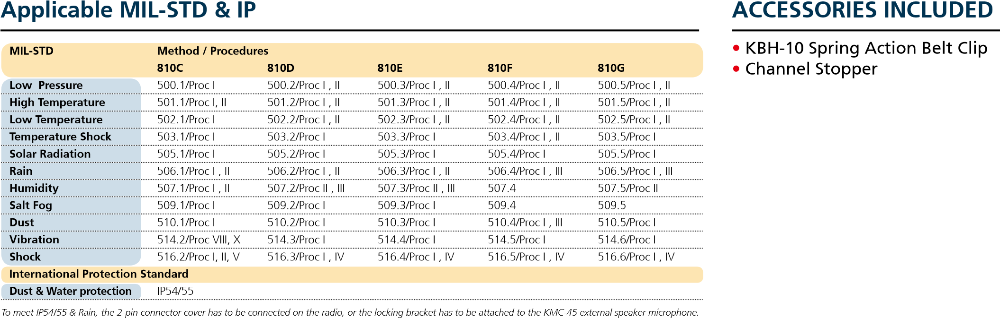 Applicable MIL-STD & IP
MIL-STD Method / Procedures
810C 810D 810E 810F 810G
Low Pressure 500.1/Proc I 500.2/Proc I , II 500.3/Proc I , II 500.4/Proc I , II 500.5/Proc I , II
High Temperature 501.1/Proc I, II 501.2/Proc I , II 501.3/Proc I , II 501.4/Proc I , II 501.5/Proc I , II
Low Temperature 502.1/Proc I 502.2/Proc I , II 502.3/Proc I , II 502.4/Proc I , II 502.5/Proc I , II
Temperature Shock 503.1/Proc I 503.2/Proc I 503.3/Proc I 503.4/Proc I , II 503.5/Proc I
Solar Radiation 505.1/Proc I 505.2/Proc I 505.3/Proc I 505.4/Proc I 505.5/Proc I
Rain 506.1/Proc I , II 506.2/Proc I , II 506.3/Proc I , II 506.4/Proc I , III 506.5/Proc I , III
Humidity 507.1/Proc I , II 507.2/Proc II , III 507.3/Proc II , III 507.4 507.5/Proc II
Salt Fog 509.1/Proc I 509.2/Proc I 509.3/Proc I 509.4 509.5
Dust 510.1/Proc I 510.2/Proc I 510.3/Proc I 510.4/Proc I , III 510.5/Proc I
Vibration 514.2/Proc VIII, X 514.3/Proc I 514.4/Proc I 514.5/Proc I 514.6/Proc I
Shock 516.2/Proc I, II, V 516.3/Proc I , IV 516.4/Proc I , IV 516.5/Proc I , IV 516.6/Proc I , IV
International Protection Standard
Dust & Water protection IP54/55
To meet IP54/55 & Rain, the 2-pin connector cover has to be connected on the radio, or the locking bracket has to be attached to the KMC-45 external speaker microphone.
ACCESSORIES INCLUDED
• KBH-10 Spring Action Belt Clip
• Channel Stopper